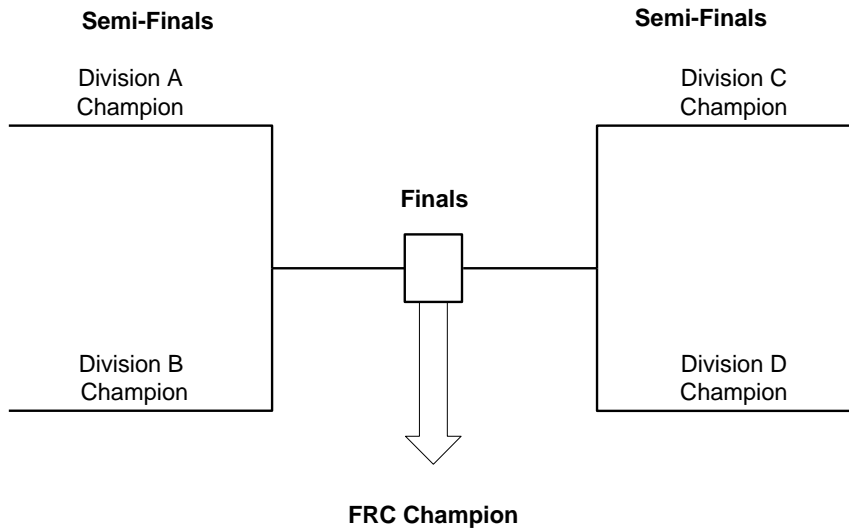 Semi-Finals
Semi-Finals
Division A
Champion
Division C
Champion
Finals
Division B
Champion
Division D
Champion
FRC Champion